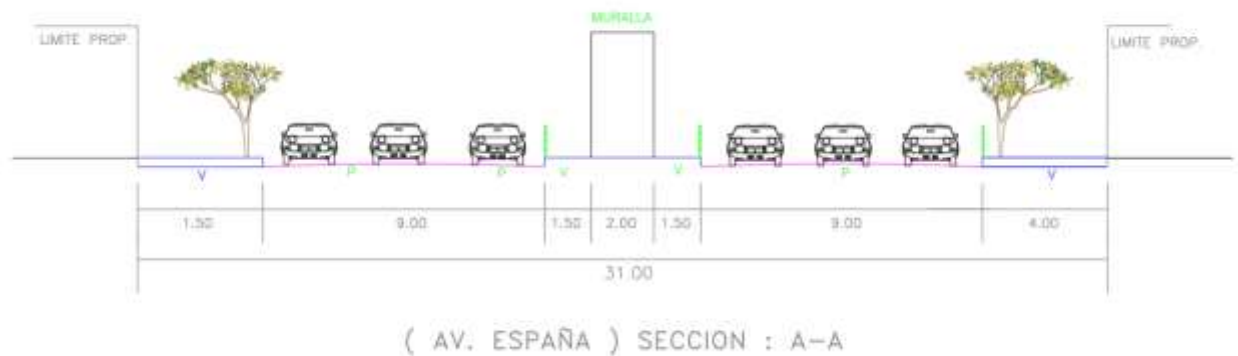 MURALLA
LIMITE PROP.
LIMITE PROP.
V P P V V P V
1.50 9.00 1.50 2.00 1.50 9.00 4.00
31.00
( AV. ESPAÑA ) SECCION : A-A